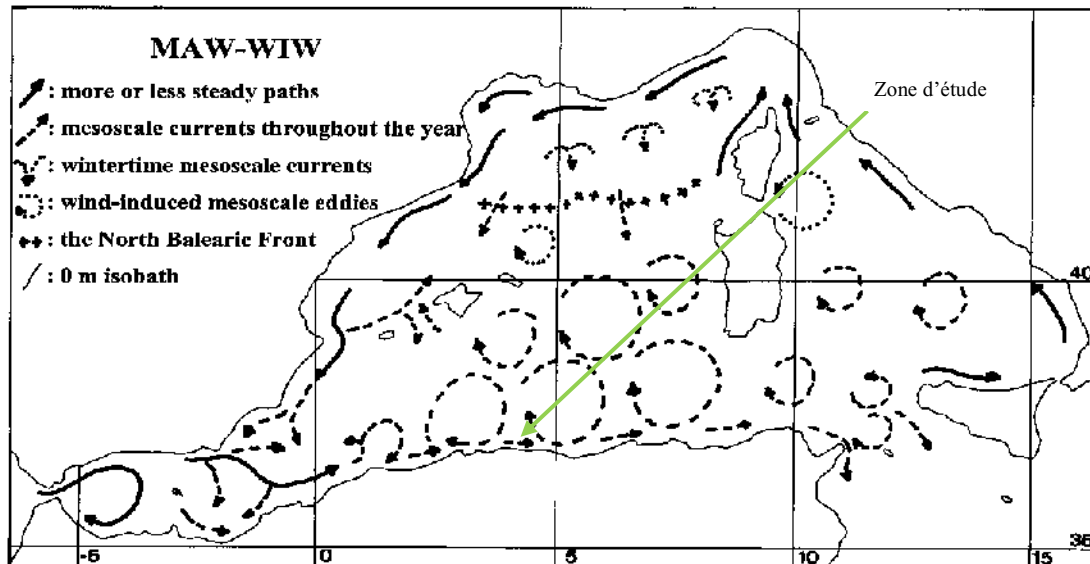 MAW-WIW
: more or less steady paths
: mesoscale currents throughout the year
: wintertime mesoscale currents
: wind-induced mesoscale eddies
: the North Balearic Front
: 0 m isobath
Zone d'étude
40
-5
0
5
10
15